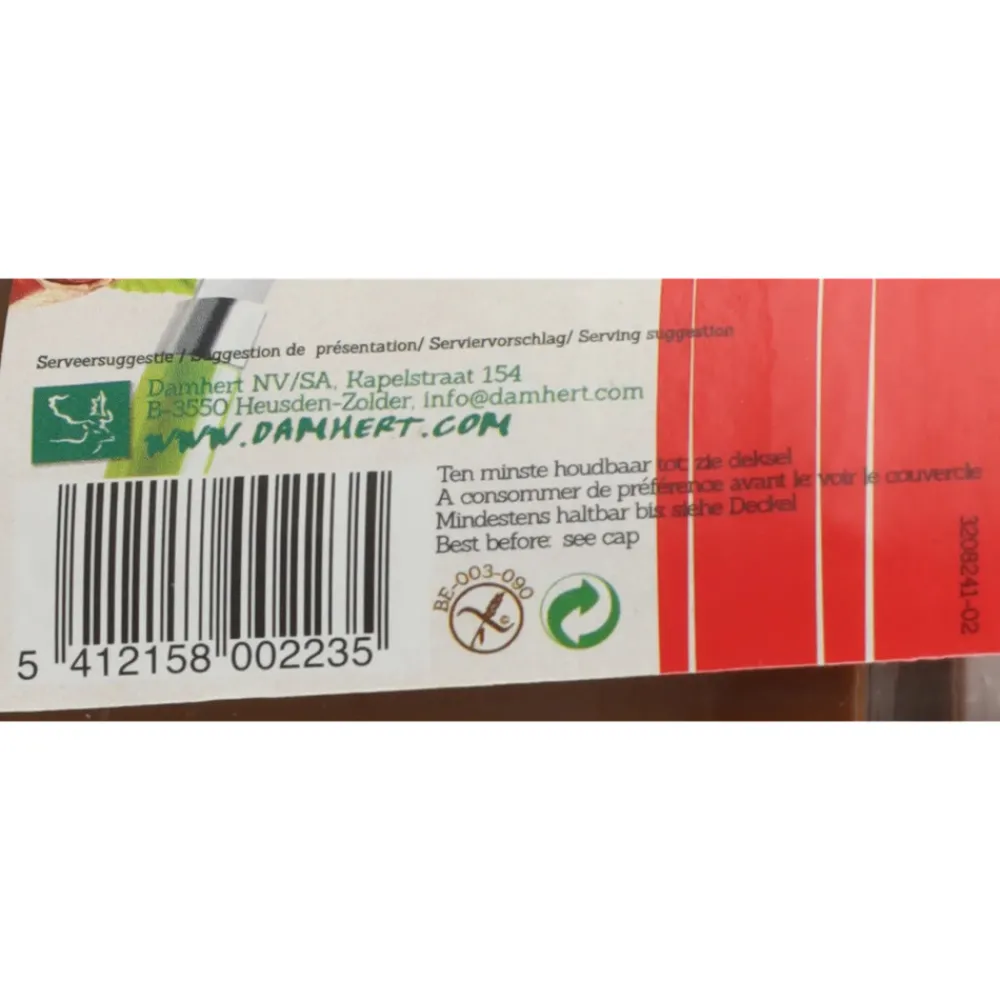 Serveersuggestie / Suggestion de présentation/ Serviervorschlag/ Serving suggestion
Damhert NV/SA, Kapelstraat 154
B-3550 Heusden-Zolder, info@damhert.com
WWW.DAMHERT.COM
Ten minste houdbaar tot: zie deksel
A consommer de préférence avant le voir le couvercle
Mindestens haltbar bis: siehe Deckel
Best before: see cap
BE-003-090
5 412158 002235
3208241-02